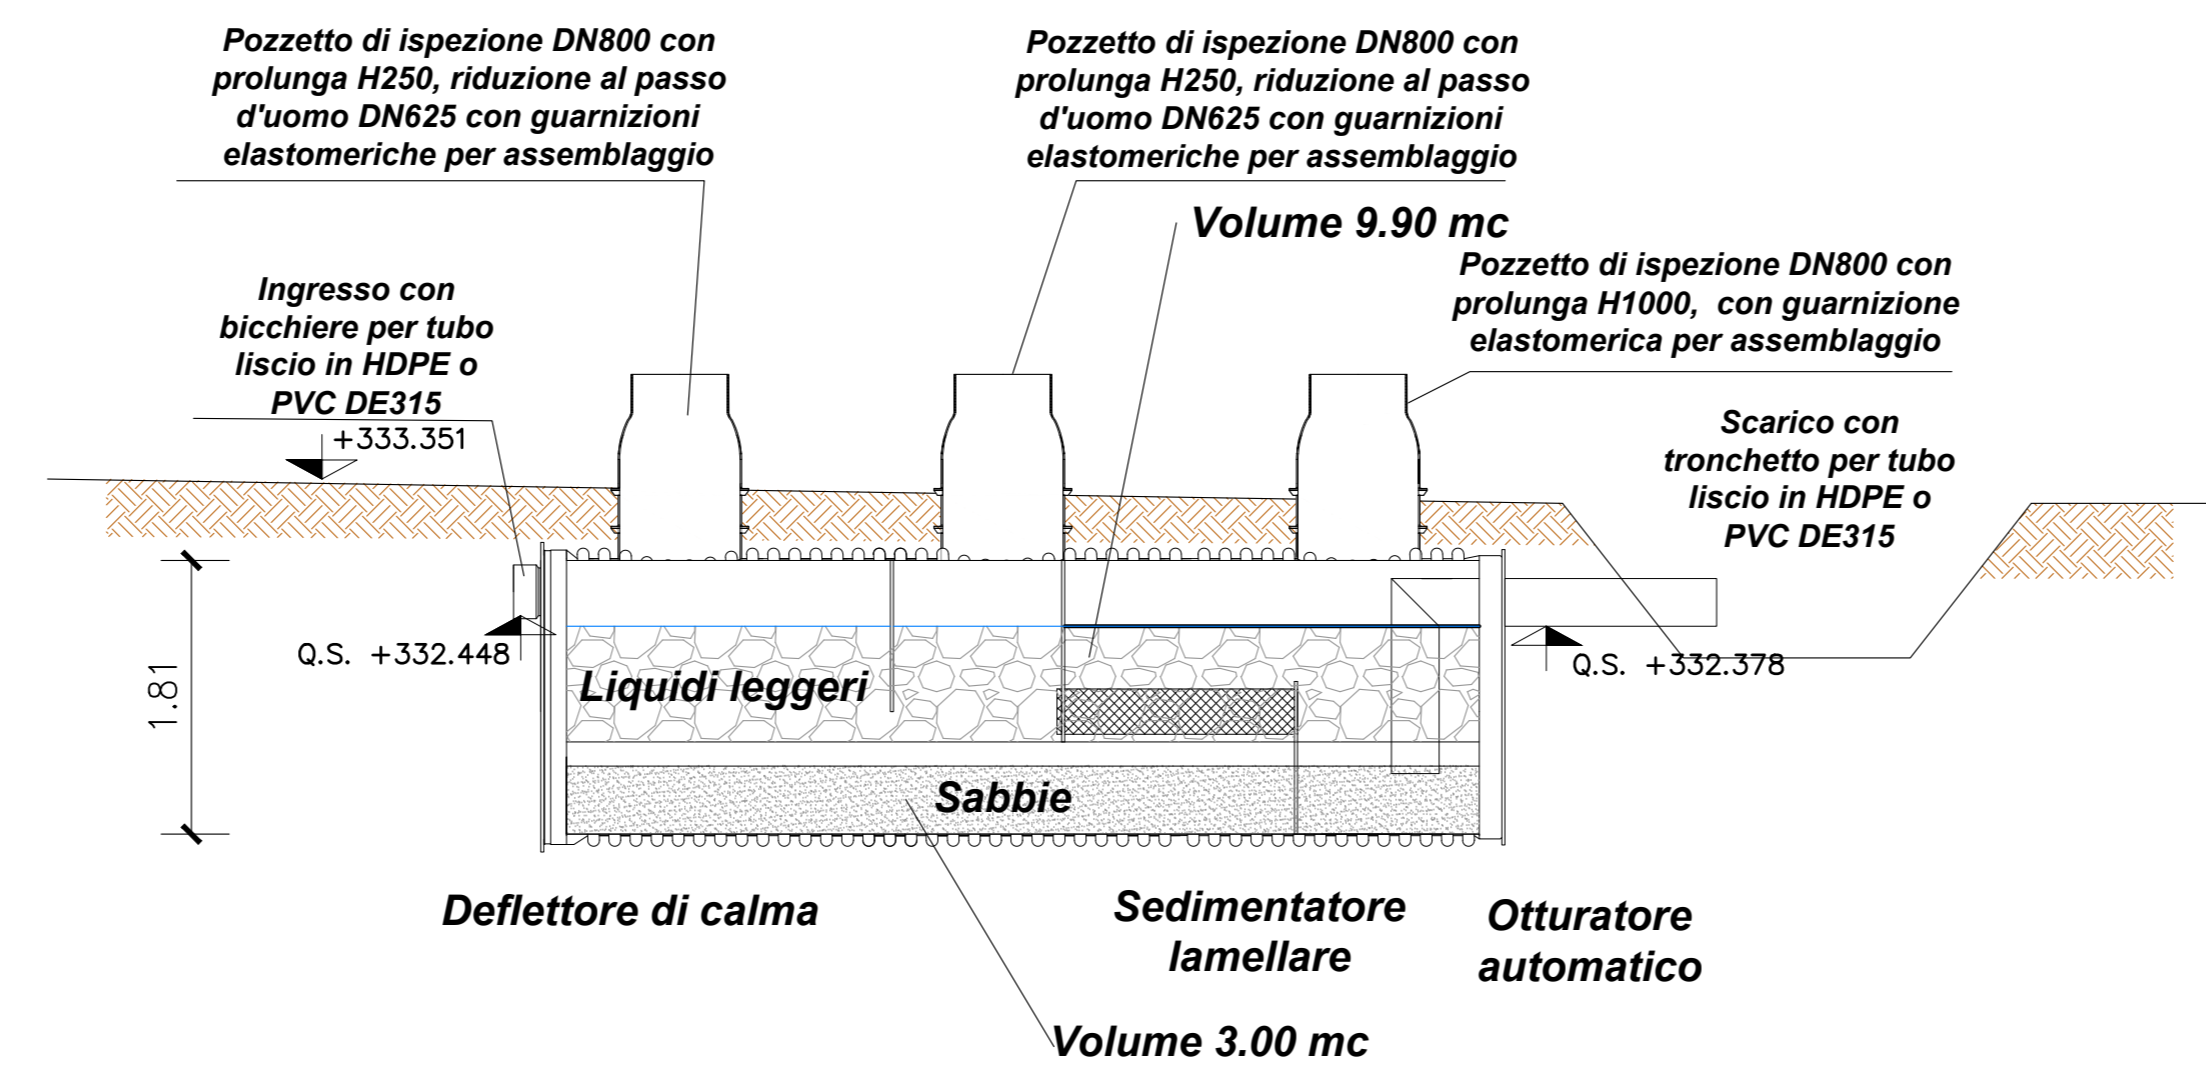 Pozzetto di ispezione DN800 con
prolunga H250, riduzione al passo
d'uomo DN625 con guarnizioni
elastomeriche per assemblaggio
Pozzetto di ispezione DN800 con
prolunga H250, riduzione al passo
d'uomo DN625 con guarnizioni
elastomeriche per assemblaggio
Volume 9.90 mc
Pozzetto di ispezione DN800 con
prolunga H1000, con guarnizione
elastomerica per assemblaggio
Ingresso con
bicchiere per tubo
liscio in HDPE o
PVC DE315
+333.351
Scarico con
tronchetto per tubo
liscio in HDPE o
PVC DE315
Q.S. +332.448
Q.S. +332.378
1.81
Liquidi leggeri
Sabbie
Deflettore di calma
Sedimentatore
lamellare
Otturatore
automatico
Volume 3.00 mc